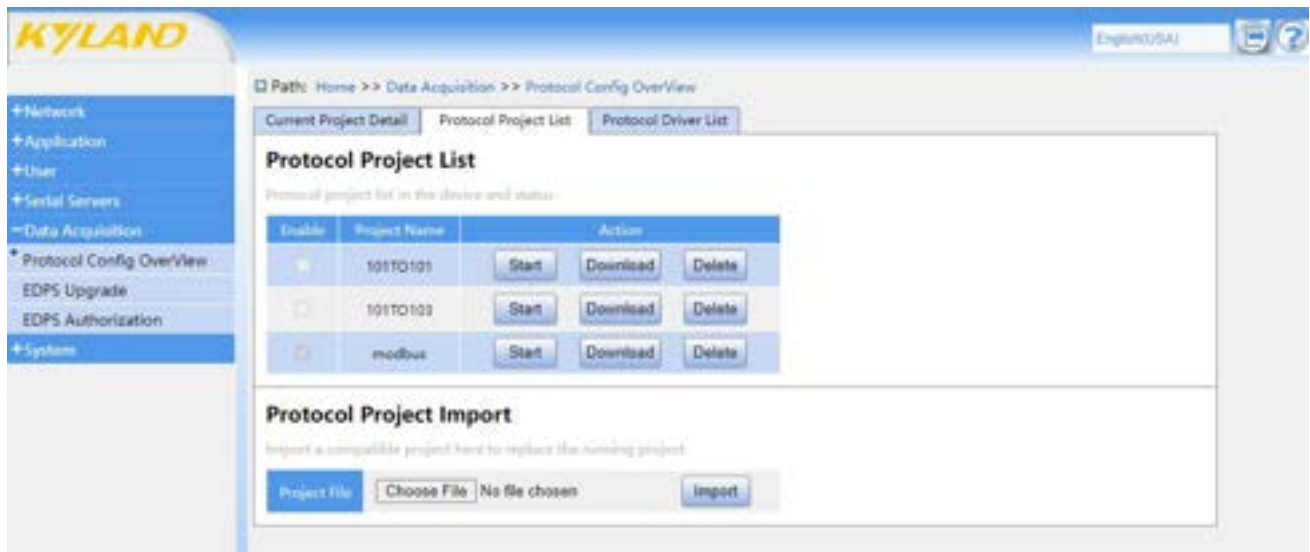 KYLAND
English(USA)
Path: Home >> Data Acquisition >> Protocol Config OverView
+Network
+Application
+User
+Serial Servers
−Data Acquisition
Protocol Config OverView
EDPS Upgrade
EDPS Authorization
+System
Current Project Detail Protocol Project List Protocol Driver List
Protocol Project List
Protocol project list in the device and status
Enable Project Name Action
101TO101 Start Download Delete
101TO103 Start Download Delete
modbus Start Download Delete
Protocol Project Import
Import a compatible project here to replace the running project
Project File Choose File No file chosen Import